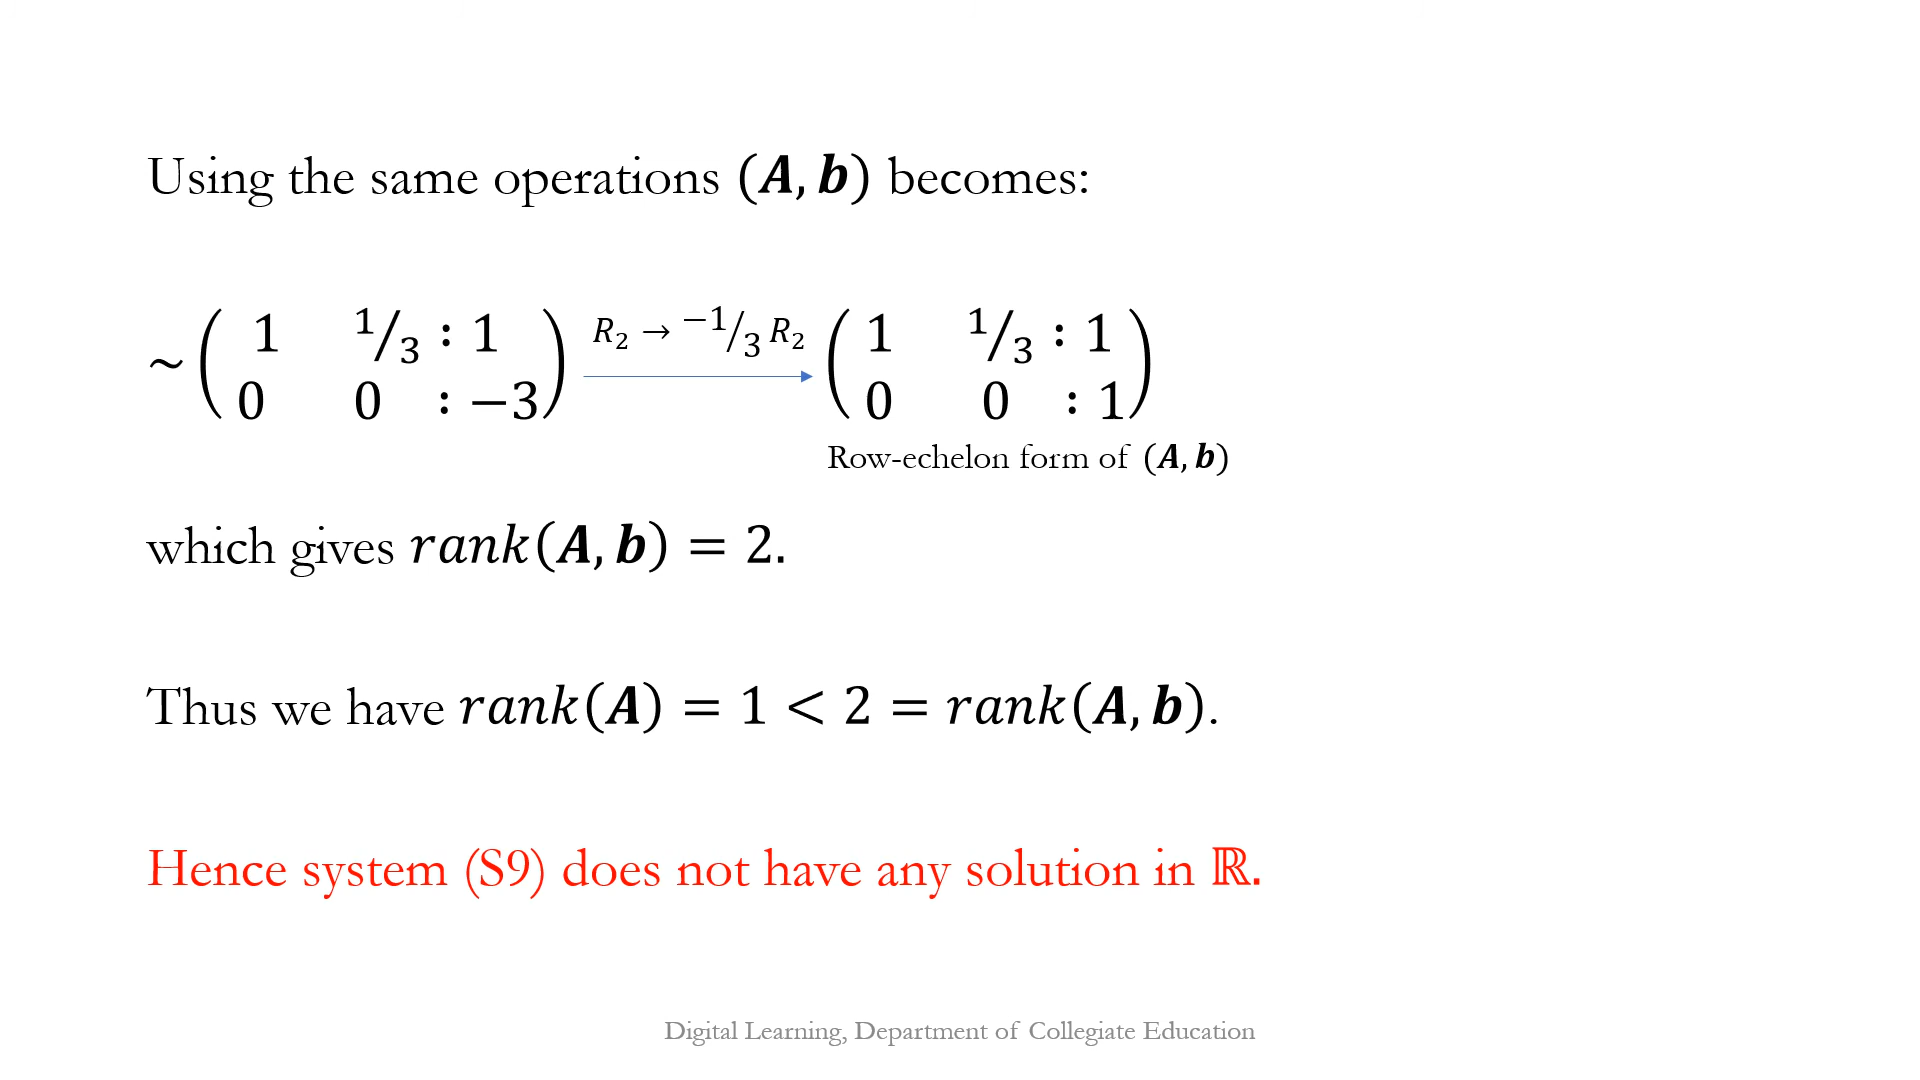 Using the same operations (A, b) becomes:
~ ( 1 1/3 : 1 ) R₂ → −1/3 R₂ ( 1 1/3 : 1 )
( 0 0 : −3 ) ( 0 0 : 1 )
Row-echelon form of (A, b)
which gives rank(A, b) = 2.
Thus we have rank(A) = 1 < 2 = rank(A, b).
Hence system (S9) does not have any solution in ℝ.
Digital Learning, Department of Collegiate Education